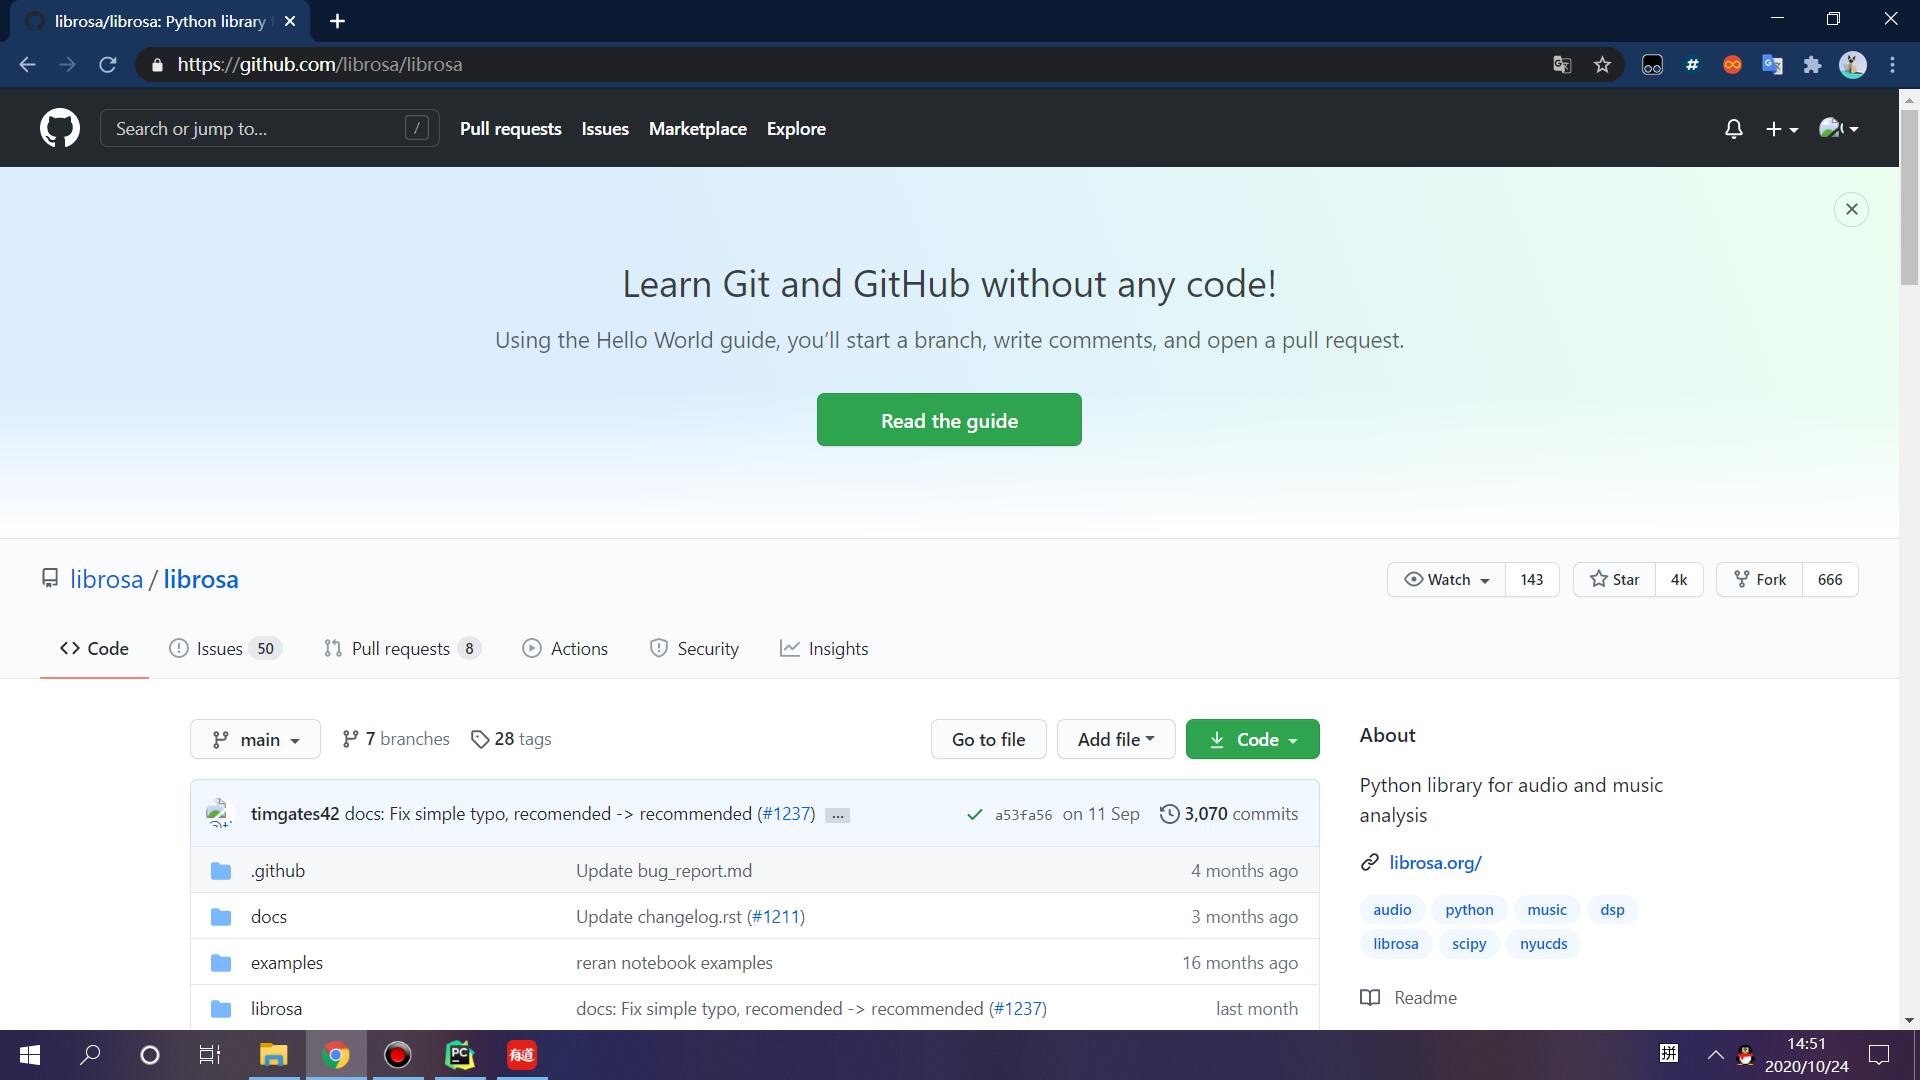 librosa/librosa: Python library
https://github.com/librosa/librosa
Search or jump to... /
Pull requests Issues Marketplace Explore
Learn Git and GitHub without any code!
Using the Hello World guide, you’ll start a branch, write comments, and open a pull request.
Read the guide
librosa / librosa
Watch 143 Star 4k Fork 666
Code Issues 50 Pull requests 8 Actions Security Insights
main 7 branches 28 tags Go to file Add file Code
timgates42 docs: Fix simple typo, recomended -> recommended (#1237) ... a53fa56 on 11 Sep 3,070 commits
.github Update bug_report.md 4 months ago
docs Update changelog.rst (#1211) 3 months ago
examples reran notebook examples 16 months ago
librosa docs: Fix simple typo, recomended -> recommended (#1237) last month
About
Python library for audio and music
analysis
librosa.org/
audio python music dsp
librosa scipy nyucds
Readme
PC
有道
拼
14:51
2020/10/24